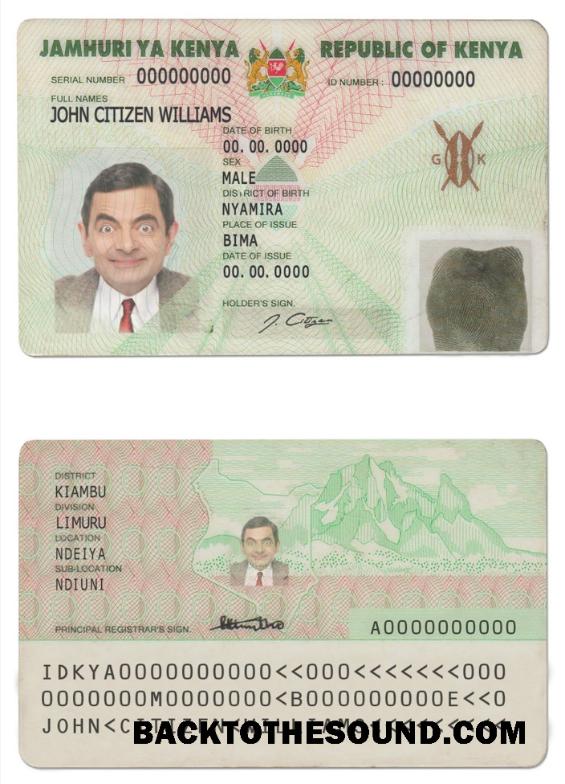 JAMHURI YA KENYA REPUBLIC OF KENYA
SERIAL NUMBER 000000000 ID NUMBER : 00000000
FULL NAMES
JOHN CITIZEN WILLIAMS
DATE OF BIRTH
00. 00. 0000
SEX
MALE
DISTRICT OF BIRTH
NYAMIRA
G K
PLACE OF ISSUE
BIMA
DATE OF ISSUE
00. 00. 0000
HOLDER'S SIGN.
J. Citizen
DISTRICT
KIAMBU
DIVISION
LIMURU
LOCATION
NDEIYA
SUB-LOCATION
NDIUNI
PRINCIPAL REGISTRAR'S SIGN.
A0000000000
IDKYA0000000000<<000<<<<<<<000
0000000M0000000<B000000000E<<0
JOHN<CITIZEN<WILLIAMS<<<<<<<<<
BACKTOTHESOUND.COM